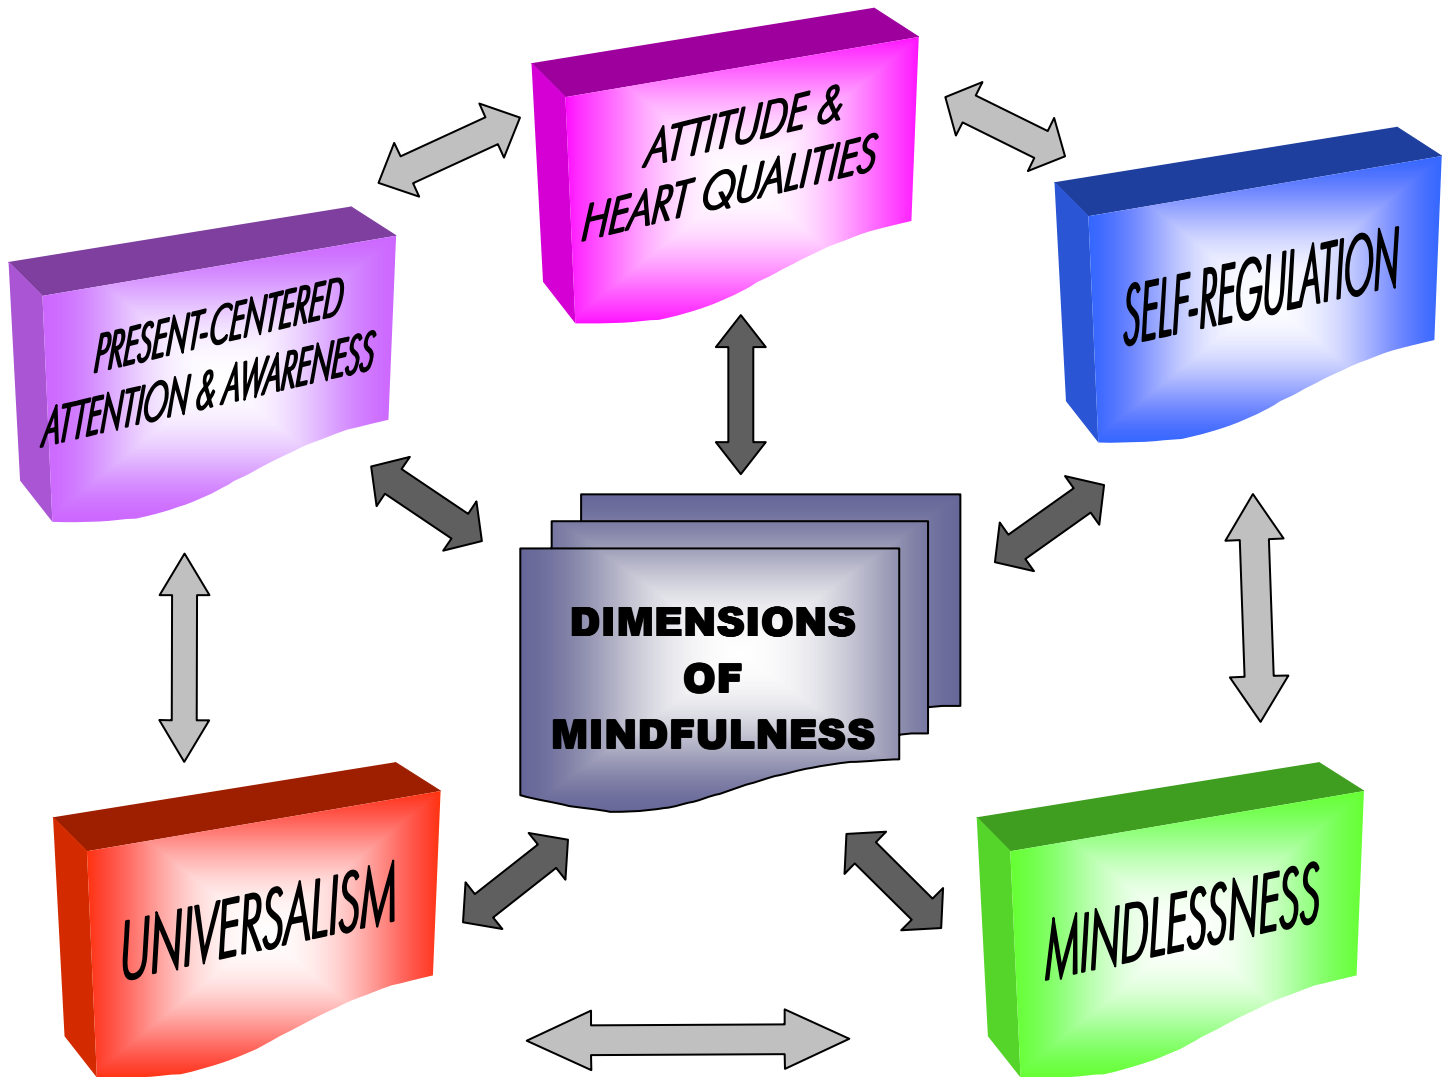 ATTITUDE &
HEART QUALITIES
SELF-REGULATION
PRESENT-CENTERED
ATTENTION & AWARENESS
DIMENSIONS
OF
MINDFULNESS
UNIVERSALISM
MINDLESSNESS